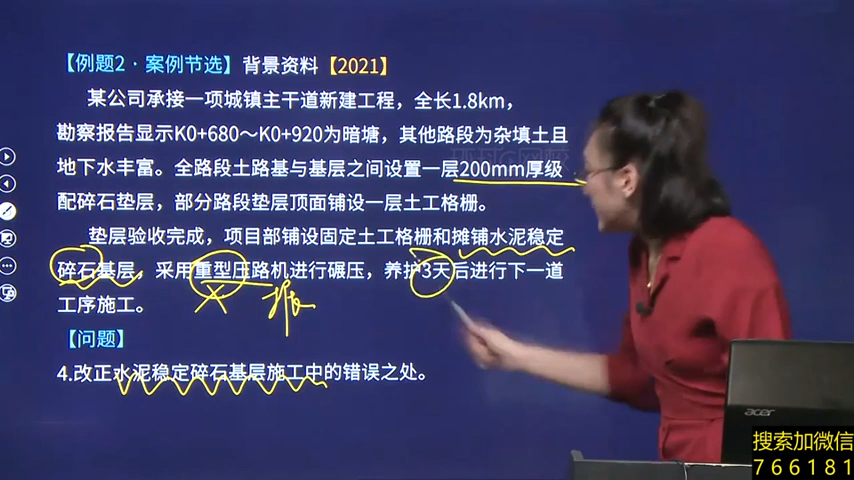 【例题2·案例节选】背景资料【2021】
某公司承接一项城镇主干道新建工程，全长1.8km，
勘察报告显示K0+680～K0+920为暗塘，其他路段为杂填土且
地下水丰富。全路段土路基与基层之间设置一层200mm厚级
配碎石垫层，部分路段垫层顶面铺设一层土工格栅。
垫层验收完成，项目部铺设固定土工格栅和摊铺水泥稳定
碎石基层，采用重型压路机进行碾压，养护3天后进行下一道
工序施工。
【问题】
4.改正水泥稳定碎石基层施工中的错误之处。
acer
搜索加微信
766181